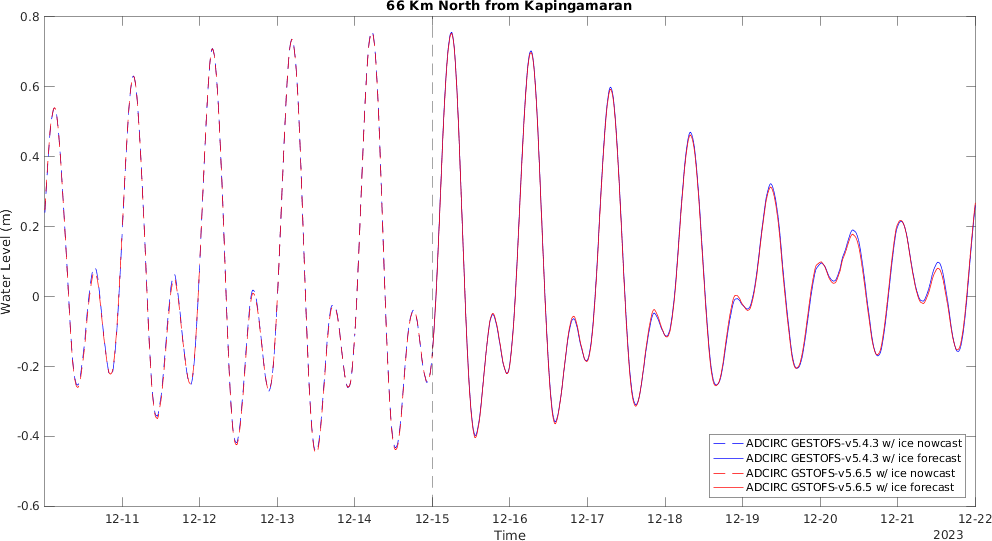 66 Km North from Kapingamaran
0.8
0.6
0.4
0.2
0
-0.2
-0.4
-0.6
Water Level (m)
ADCIRC GESTOFS-v5.4.3 w/ ice nowcast
ADCIRC GESTOFS-v5.4.3 w/ ice forecast
ADCIRC GSTOFS-v5.6.5 w/ ice nowcast
ADCIRC GSTOFS-v5.6.5 w/ ice forecast
12-11 12-12 12-13 12-14 12-15 12-16 12-17 12-18 12-19 12-20 12-21 12-22
Time
2023